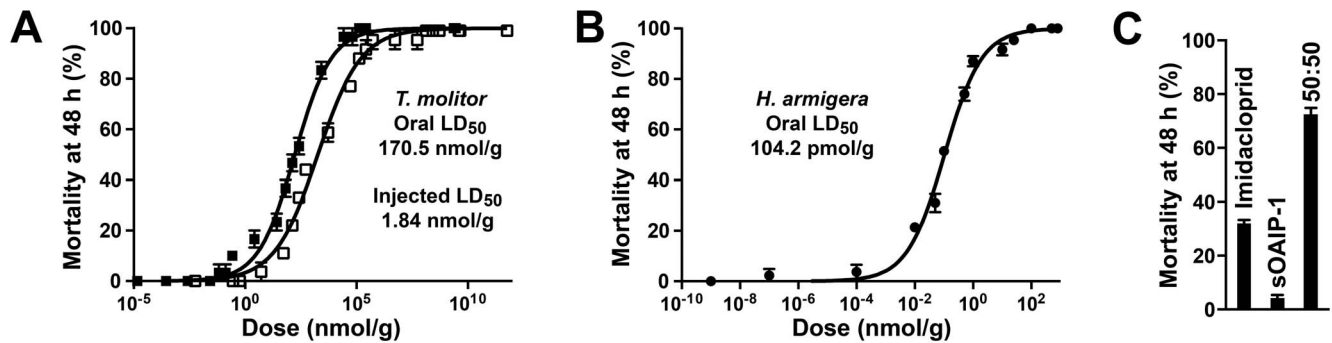 A
Mortality at 48 h (%)
100
80
60
40
20
0
10-5
100
105
1010
Dose (nmol/g)
T. molitor
Oral LD50
170.5 nmol/g
Injected LD50
1.84 nmol/g
B
Mortality at 48 h (%)
100
80
60
40
20
0
10-10
10-8
10-6
10-4
10-2
100
102
Dose (nmol/g)
H. armigera
Oral LD50
104.2 pmol/g
C
Mortality at 48 h (%)
100
80
60
40
20
0
Imidacloprid
sOAIP-1
50:50